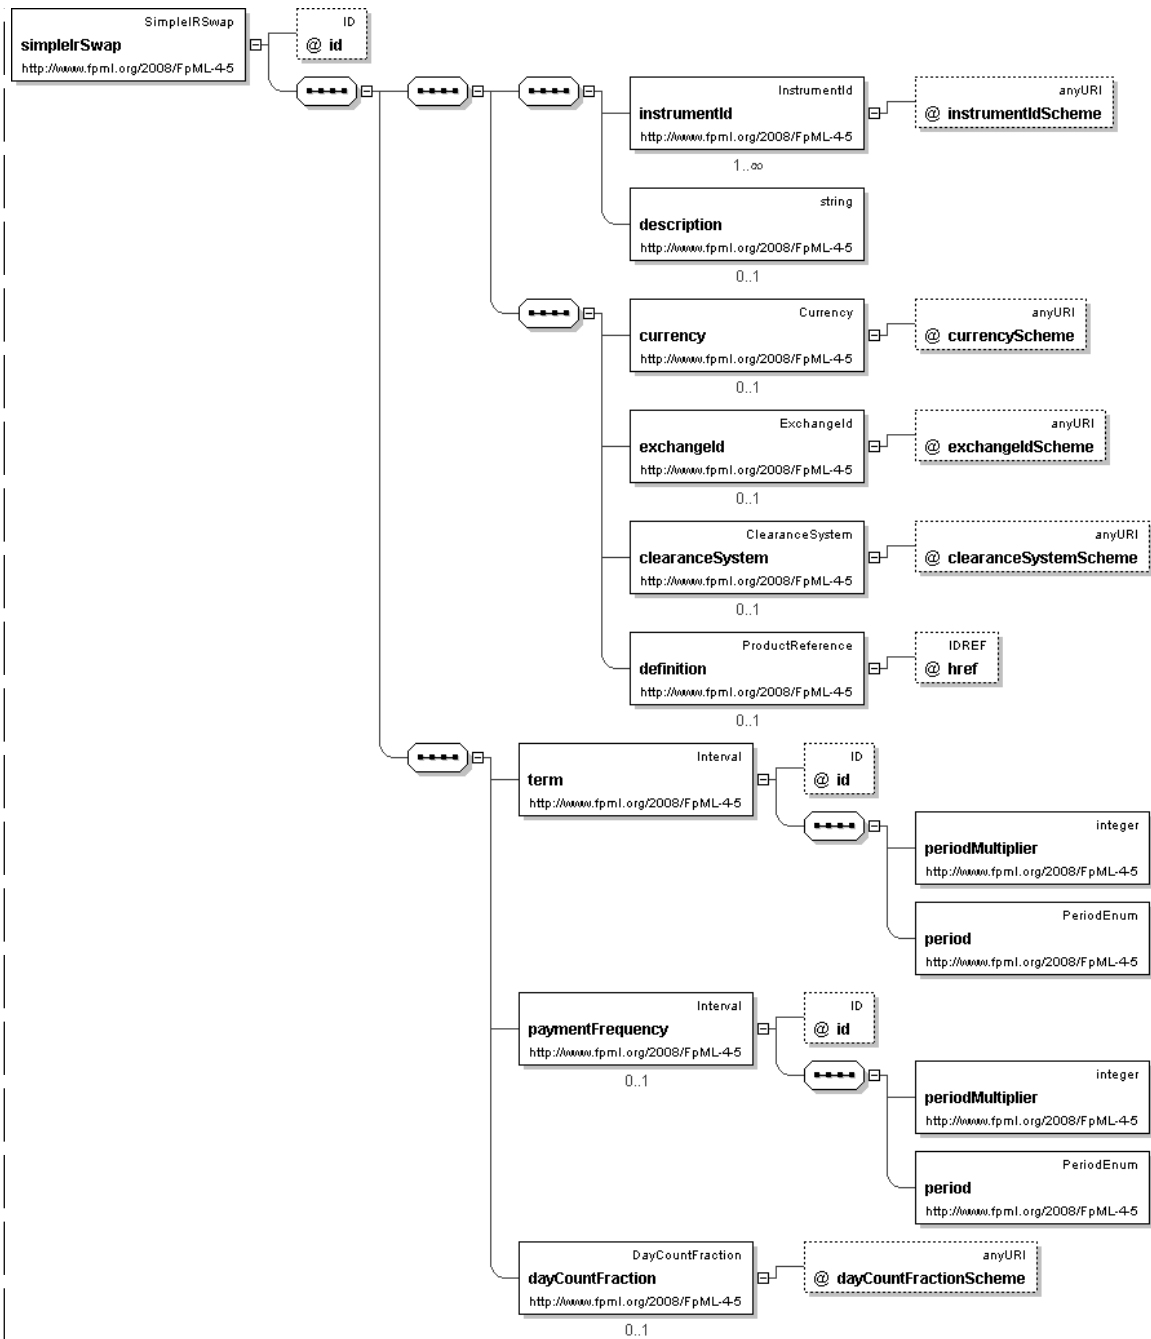 SimpleIRSwap
simpleIrSwap
http://www.fpml.org/2008/FpML-4-5
ID
@ id
InstrumentId
instrumentId
http://www.fpml.org/2008/FpML-4-5
1..∞
anyURI
@ instrumentIdScheme
string
description
http://www.fpml.org/2008/FpML-4-5
0..1
Currency
currency
http://www.fpml.org/2008/FpML-4-5
0..1
anyURI
@ currencyScheme
ExchangeId
exchangeId
http://www.fpml.org/2008/FpML-4-5
0..1
anyURI
@ exchangeIdScheme
ClearanceSystem
clearanceSystem
http://www.fpml.org/2008/FpML-4-5
0..1
anyURI
@ clearanceSystemScheme
ProductReference
definition
http://www.fpml.org/2008/FpML-4-5
0..1
IDREF
@ href
Interval
term
http://www.fpml.org/2008/FpML-4-5
ID
@ id
integer
periodMultiplier
http://www.fpml.org/2008/FpML-4-5
PeriodEnum
period
http://www.fpml.org/2008/FpML-4-5
Interval
paymentFrequency
http://www.fpml.org/2008/FpML-4-5
0..1
ID
@ id
integer
periodMultiplier
http://www.fpml.org/2008/FpML-4-5
PeriodEnum
period
http://www.fpml.org/2008/FpML-4-5
DayCountFraction
dayCountFraction
http://www.fpml.org/2008/FpML-4-5
0..1
anyURI
@ dayCountFractionScheme